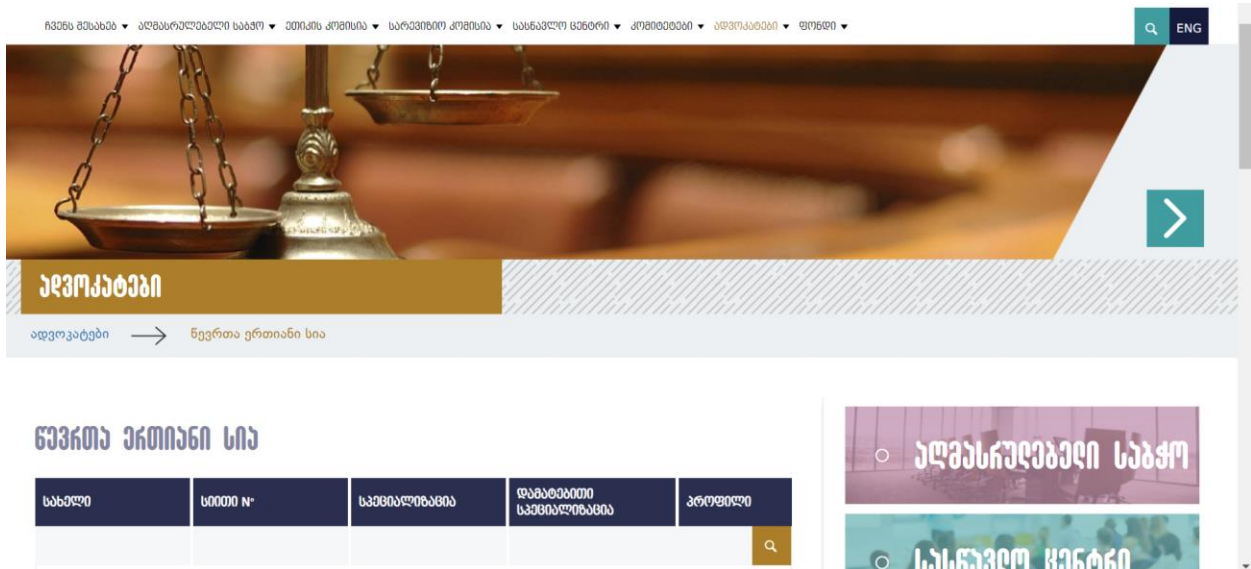 ჩვენს შესახებ ▼ აღმასრულებელი საბჭო ▼ ეთიკის კომისია ▼ სარევიზიო კომისია ▼ სასწავლო ცენტრი ▼ კომიტეტები ▼ ადვოკატები ▼ ფონდი ▼ ENG
ადვოკატები
ადვოკატები → წევრთა ერთიანი სია
წევრთა ერთიანი სია
აღმასრულებელი საბჭო
სახელი სიითი N° სპეციალიზაცია დამატებითი სპეციალიზაცია პროფილი
სასწავლო ცენტრი